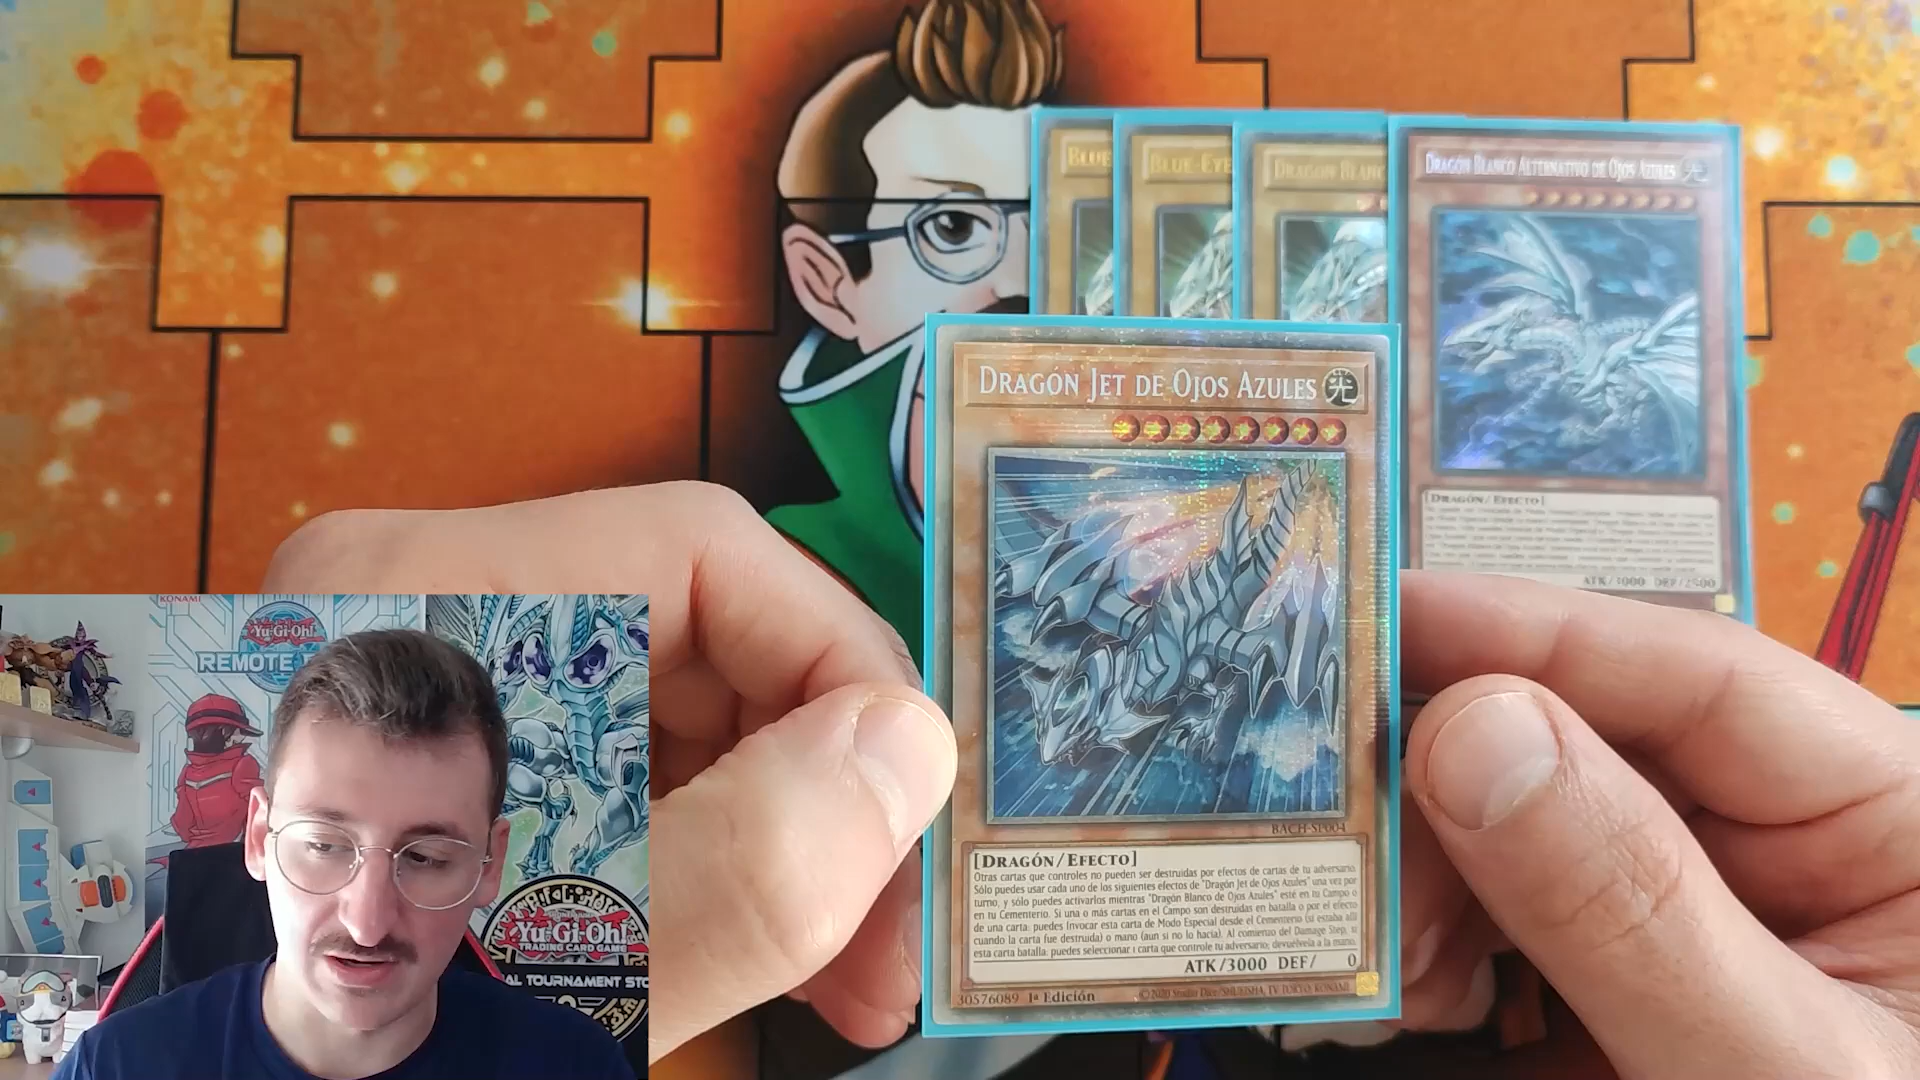 BLUE
BLUE-EYE
DRAGÓN BLANC
DRAGÓN BLANCO ALTERNATIVO DE OJOS AZULES 光
[DRAGÓN/EFECTO]
ATK/3000 DEF/2500
DRAGÓN JET DE OJOS AZULES 光
BACH-SP004
[DRAGÓN/EFECTO]
Otras cartas que controles no pueden ser destruidas por efectos de cartas de tu adversario.
Sólo puedes usar cada uno de los siguientes efectos de "Dragón Jet de Ojos Azules" una vez por
turno, y sólo puedes activarlos mientras "Dragón Blanco de Ojos Azules" esté en tu Campo o
en tu Cementerio. Si una o más cartas en el Campo son destruidas en batalla o por el efecto
de una carta: puedes Invocar esta carta de Modo Especial desde el Cementerio (si estaba allí
cuando la carta fue destruida) o mano (aun si no lo hacía). Al comienzo del Damage Step, si
esta carta batalla: puedes seleccionar 1 carta que controle tu adversario; devuélvela a la mano.
ATK/3000 DEF/ 0
30576089 1ª Edición
©2020 Studio Dice/SHUEISHA, TV TOKYO, KONAMI
KONAMI
Yu-Gi-Oh!
REMOTE
Yu-Gi-Oh!
TRADING CARD GAME
AL TOURNAMENT STO